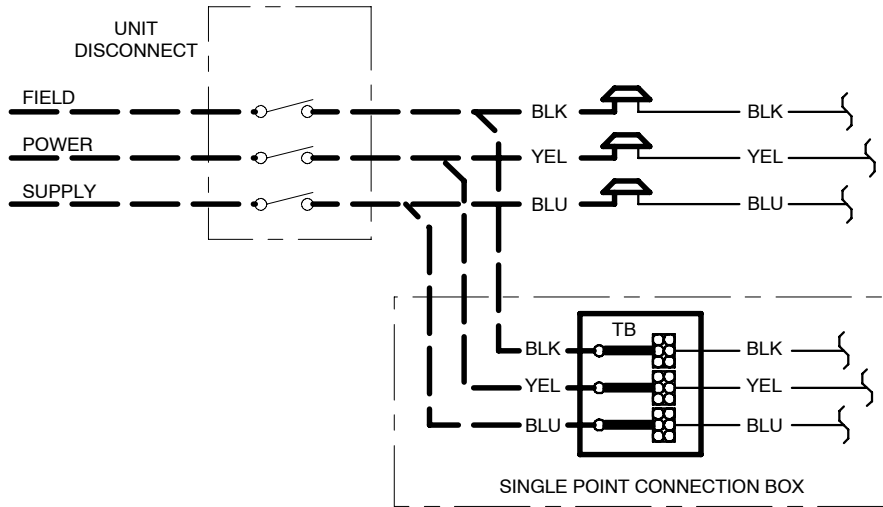 UNIT
DISCONNECT
FIELD
BLK
BLK
POWER
YEL
YEL
SUPPLY
BLU
BLU
TB
BLK
BLK
YEL
YEL
BLU
BLU
SINGLE POINT CONNECTION BOX